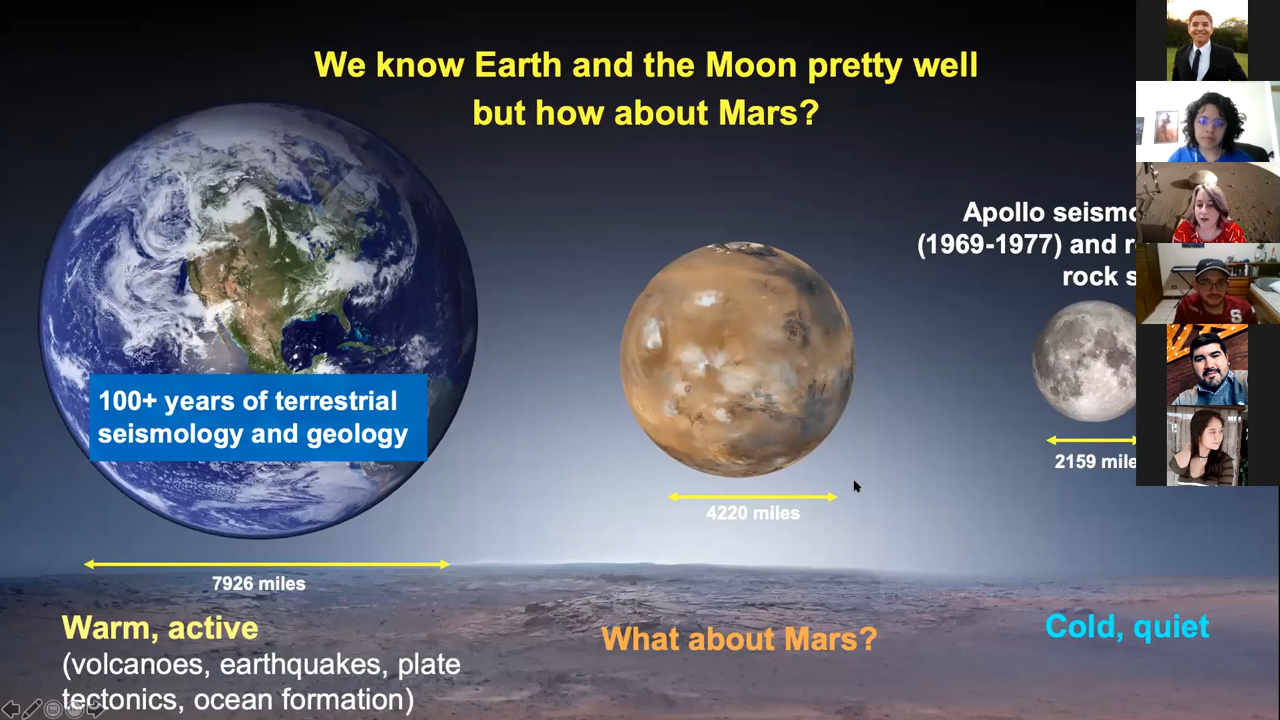 We know Earth and the Moon pretty well
but how about Mars?
100+ years of terrestrial
seismology and geology
7926 miles
Warm, active
(volcanoes, earthquakes, plate
tectonics, ocean formation)
4220 miles
What about Mars?
Apollo
(1969-1977) and
rock
2159
Cold, quiet
S